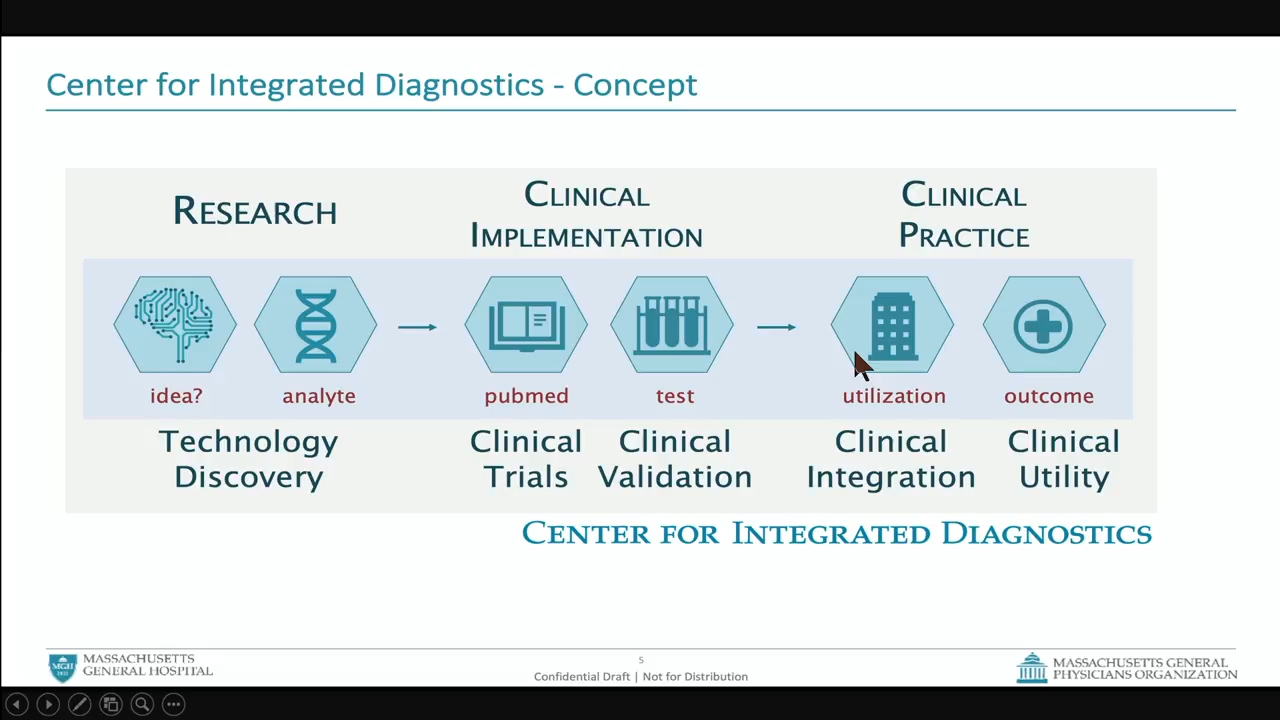 Center for Integrated Diagnostics - Concept
RESEARCH
CLINICAL
IMPLEMENTATION
CLINICAL
PRACTICE
idea?
analyte
pubmed
test
utilization
outcome
Technology
Discovery
Clinical
Trials
Clinical
Validation
Clinical
Integration
Clinical
Utility
CENTER FOR INTEGRATED DIAGNOSTICS
MGH
1811
MASSACHUSETTS
GENERAL HOSPITAL
5
Confidential Draft | Not for Distribution
MASSACHUSETTS GENERAL
PHYSICIANS ORGANIZATION